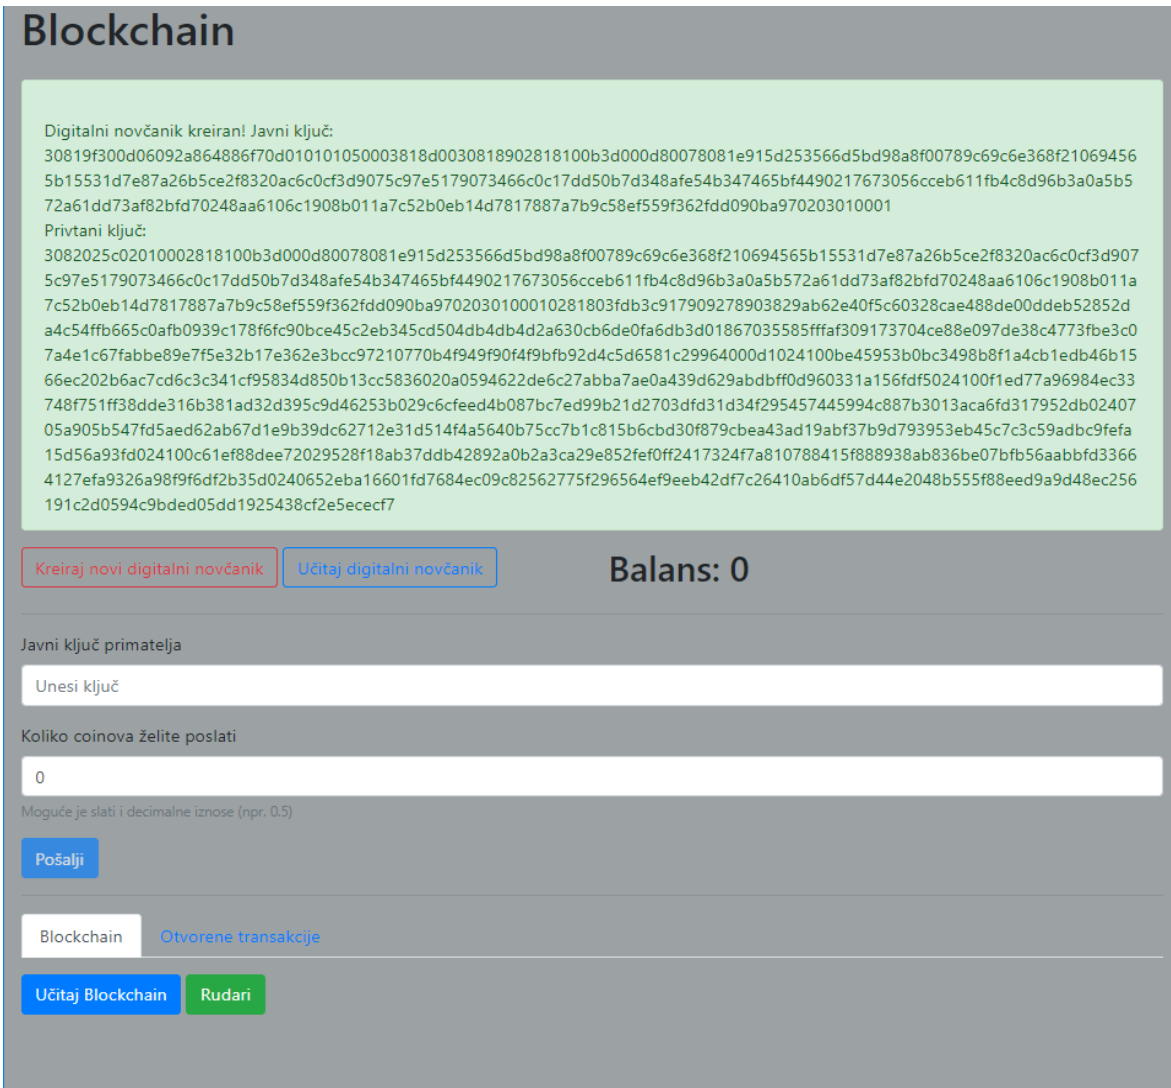 Blockchain
Digitalni novčanik kreiran! Javni ključ:
30819f300d06092a864886f70d010101050003818d0030818902818100b3d000d80078081e915d253566d5bd98a8f00789c69c6e368f21069456
5b15531d7e87a26b5ce2f8320ac6c0cf3d9075c97e5179073466c0c17dd50b7d348afe54b347465bf4490217673056cceb611fb4c8d96b3a0a5b5
72a61dd73af82bfd70248aa6106c1908b011a7c52b0eb14d7817887a7b9c58ef559f362fdd090ba970203010001
Privtani ključ:
3082025c02010002818100b3d000d80078081e915d253566d5bd98a8f00789c69c6e368f210694565b15531d7e87a26b5ce2f8320ac6c0cf3d907
5c97e5179073466c0c17dd50b7d348afe54b347465bf4490217673056cceb611fb4c8d96b3a0a5b572a61dd73af82bfd70248aa6106c1908b011a
7c52b0eb14d7817887a7b9c58ef559f362fdd090ba9702030100010281803fdb3c917909278903829ab62e40f5c60328cae488de00ddeb52852d
a4c54ffb665c0afb0939c178f6fc90bce45c2eb345cd504db4db4d2a630cb6de0fa6db3d01867035585fffaf309173704ce88e097de38c4773fbe3c0
7a4e1c67fabbe89e7f5e32b17e362e3bcc97210770b4f949f90f4f9bfb92d4c5d6581c29964000d1024100be45953b0bc3498b8f1a4cb1edb46b15
66ec202b6ac7cd6c3c341cf95834d850b13cc5836020a0594622de6c27abba7ae0a439d629abdbff0d960331a156fdf5024100f1ed77a96984ec33
748f751ff38dde316b381ad32d395c9d46253b029c6cfeed4b087bc7ed99b21d2703dfd31d34f295457445994c887b3013aca6fd317952db02407
05a905b547fd5aed62ab67d1e9b39dc62712e31d514f4a5640b75cc7b1c815b6cbd30f879cbea43ad19abf37b9d793953eb45c7c3c59adbc9fefa
15d56a93fd024100c61ef88dee72029528f18ab37ddb42892a0b2a3ca29e852fef0ff2417324f7a810788415f888938ab836be07bfb56aabbfd3366
4127efa9326a98f9f6df2b35d0240652eba16601fd7684ec09c82562775f296564ef9eeb42df7c26410ab6df57d44e2048b555f88eed9a9d48ec256
191c2d0594c9bded05dd1925438cf2e5ececf7
Kreiraj novi digitalni novčanik Učitaj digitalni novčanik Balans: 0
Javni ključ primatelja
Unesi ključ
Koliko coinova želite poslati
0
Moguće je slati i decimalne iznose (npr. 0.5)
Pošalji
Blockchain Otvorene transakcije
Učitaj Blockchain Rudari